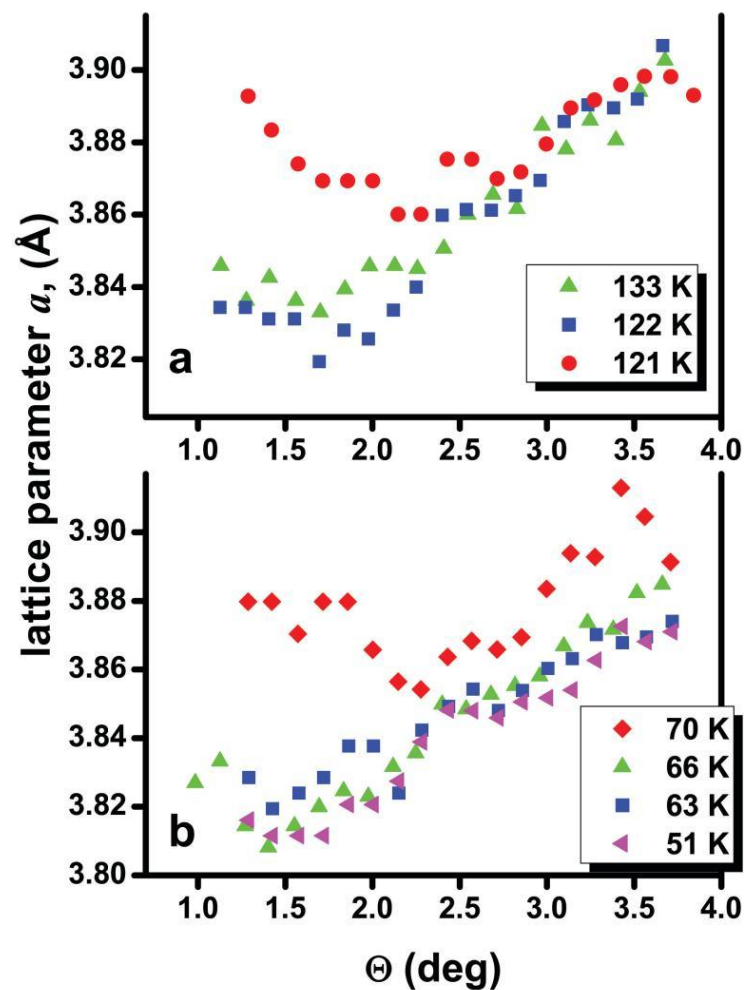 lattice parameter a, (Å)
3.90
3.88
3.86
3.84
3.82
a
133 K
122 K
121 K
1.0 1.5 2.0 2.5 3.0 3.5 4.0
3.90
3.88
3.86
3.84
3.82
3.80
b
70 K
66 K
63 K
51 K
1.0 1.5 2.0 2.5 3.0 3.5 4.0
Θ (deg)